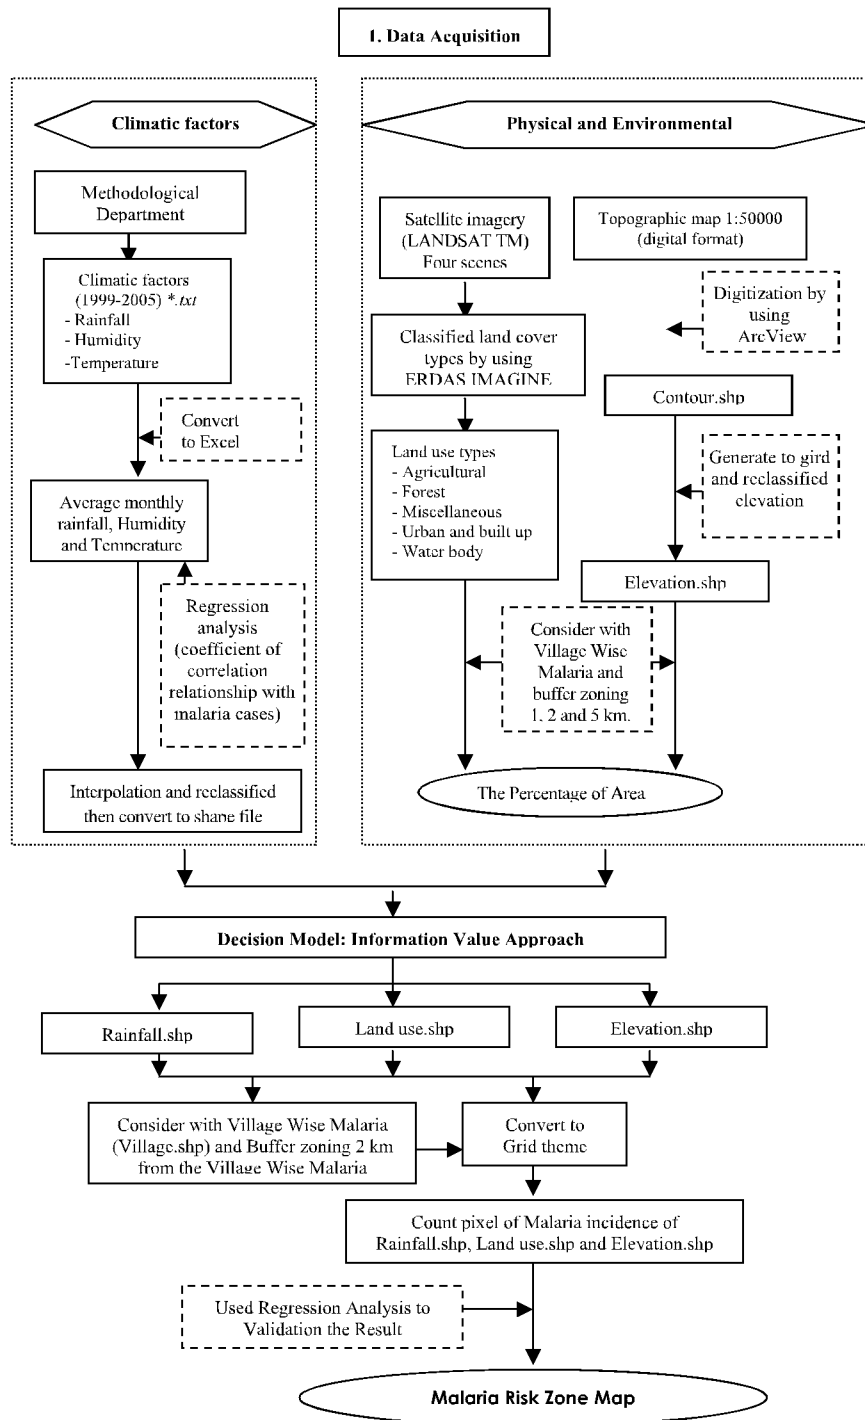 1. Data Acquisition
Climatic factors
Methodological
Department
Climatic factors
(1999-2005) *.txt
- Rainfall
- Humidity
-Temperature
Convert
to Excel
Average monthly
rainfall, Humidity
and Temperature
Regression
analysis
(coefficient of
correlation
relationship with
malaria cases)
Interpolation and reclassified
then convert to shape file
Physical and Environmental
Satellite imagery
(LANDSAT TM)
Four scenes
Classified land cover
types by using
ERDAS IMAGINE
Land use types
- Agricultural
- Forest
- Miscellaneous
- Urban and built up
- Water body
Topographic map 1:50000
(digital format)
Digitization by
using
ArcView
Contour.shp
Generate to gird
and reclassified
elevation
Elevation.shp
Consider with
Village Wise
Malaria and
buffer zoning
1, 2 and 5 km.
The Percentage of Area
Decision Model: Information Value Approach
Rainfall.shp
Land use.shp
Elevation.shp
Consider with Village Wise Malaria
(Village.shp) and Buffer zoning 2 km
from the Village Wise Malaria
Convert to
Grid theme
Count pixel of Malaria incidence of
Rainfall.shp, Land use.shp and Elevation.shp
Used Regression Analysis to
Validation the Result
Malaria Risk Zone Map